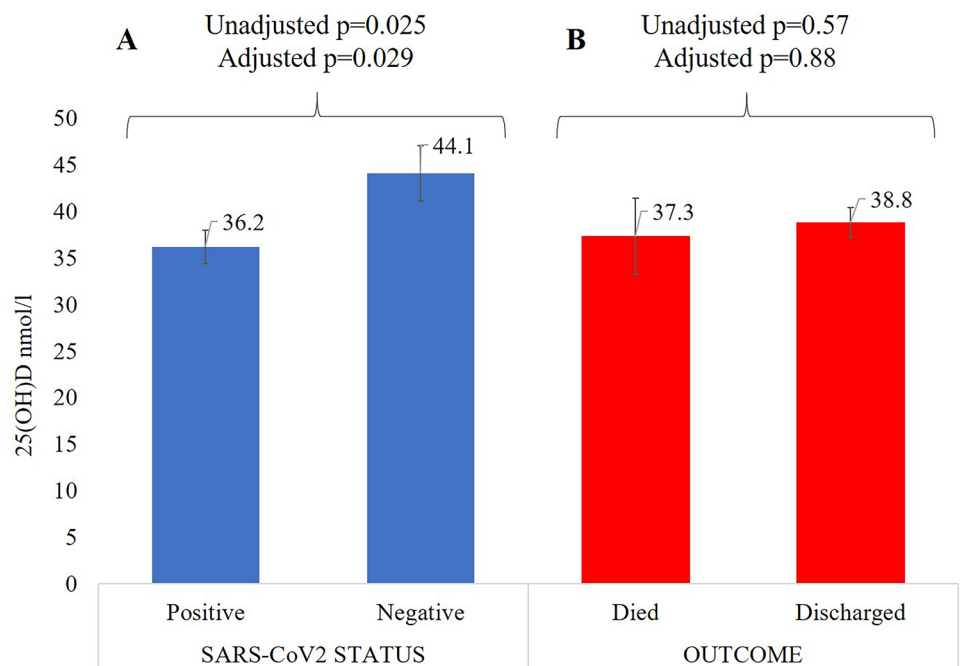 A
Unadjusted p=0.025
Adjusted p=0.029
B
Unadjusted p=0.57
Adjusted p=0.88
25(OH)D nmol/l
50
45
40
35
30
25
20
15
10
5
0
36.2
44.1
37.3
38.8
Positive
Negative
Died
Discharged
SARS-CoV2 STATUS
OUTCOME